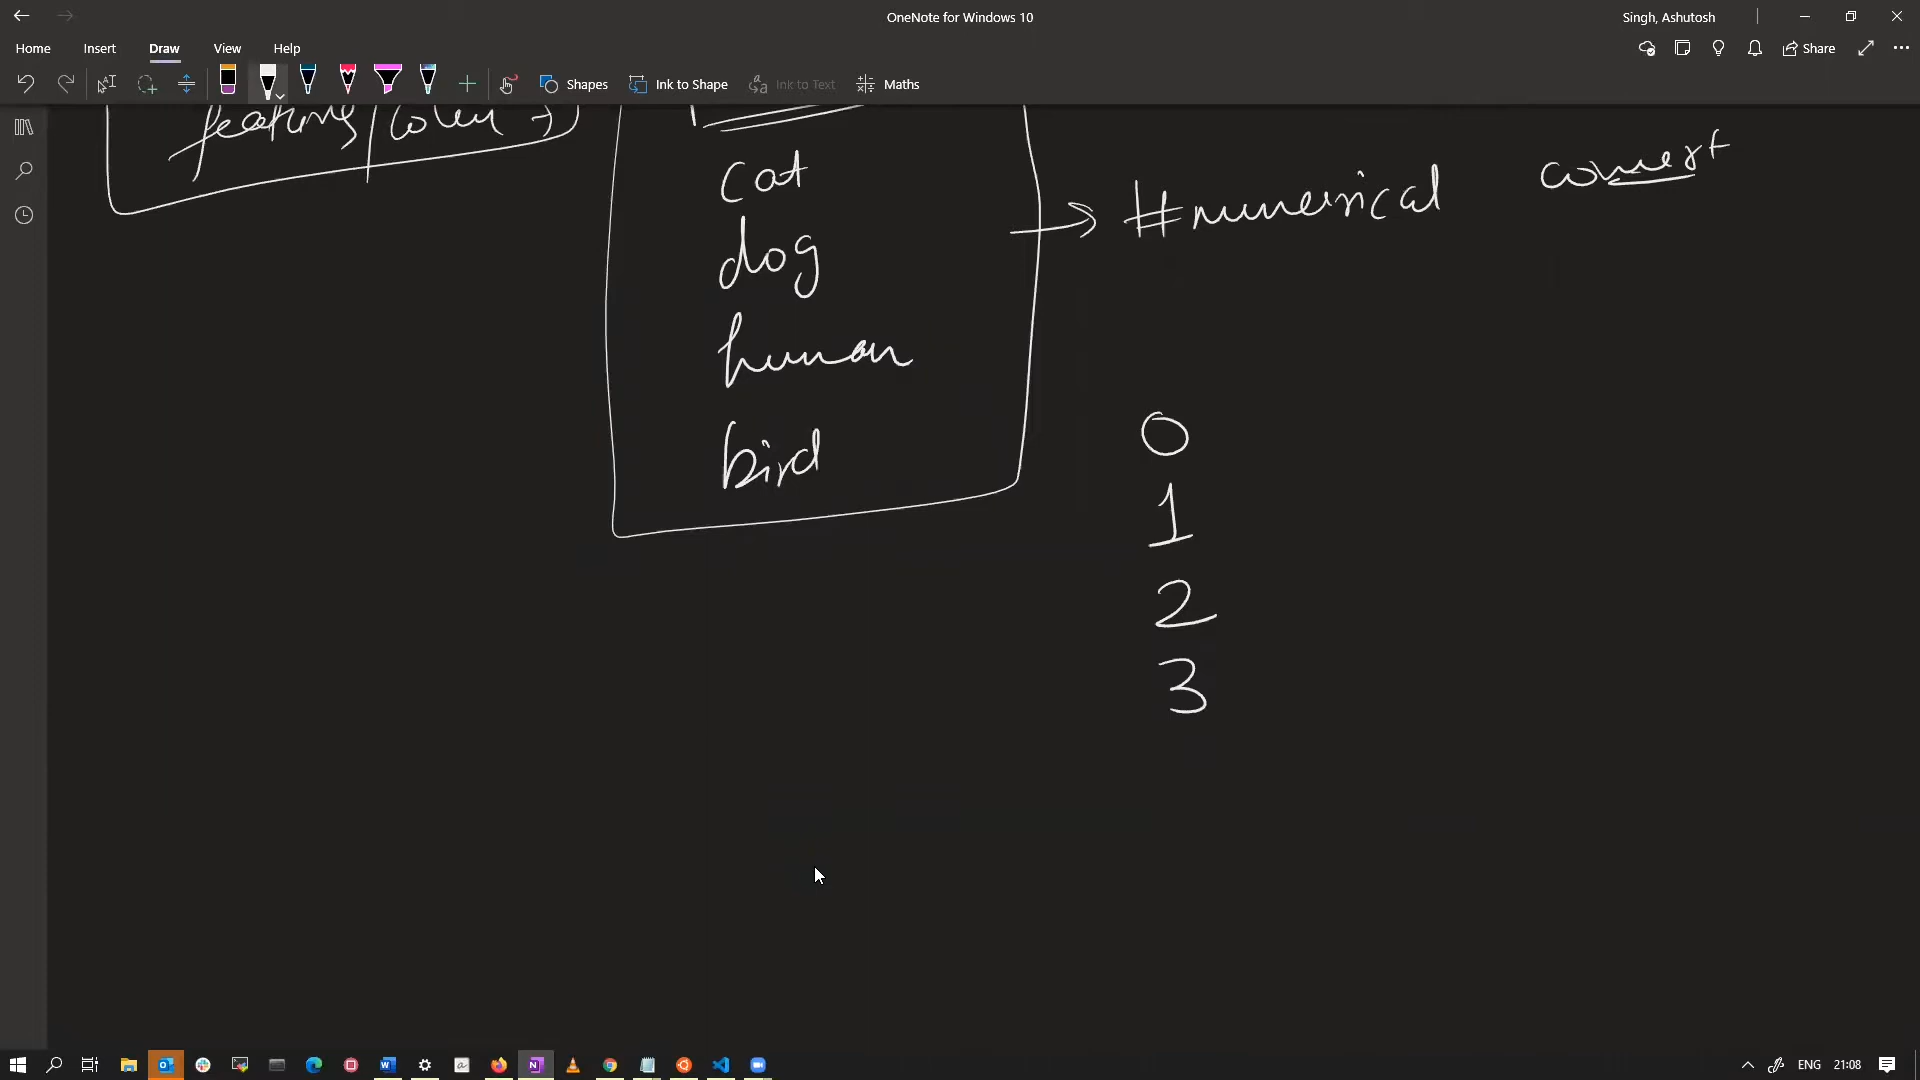 OneNote for Windows 10
Singh, Ashutosh
Home Insert Draw View Help
Share
Shapes Ink to Shape Ink to Text Maths
cat
dog
human
bird
#numerical
convert
0
1
2
3
ENG 21:08